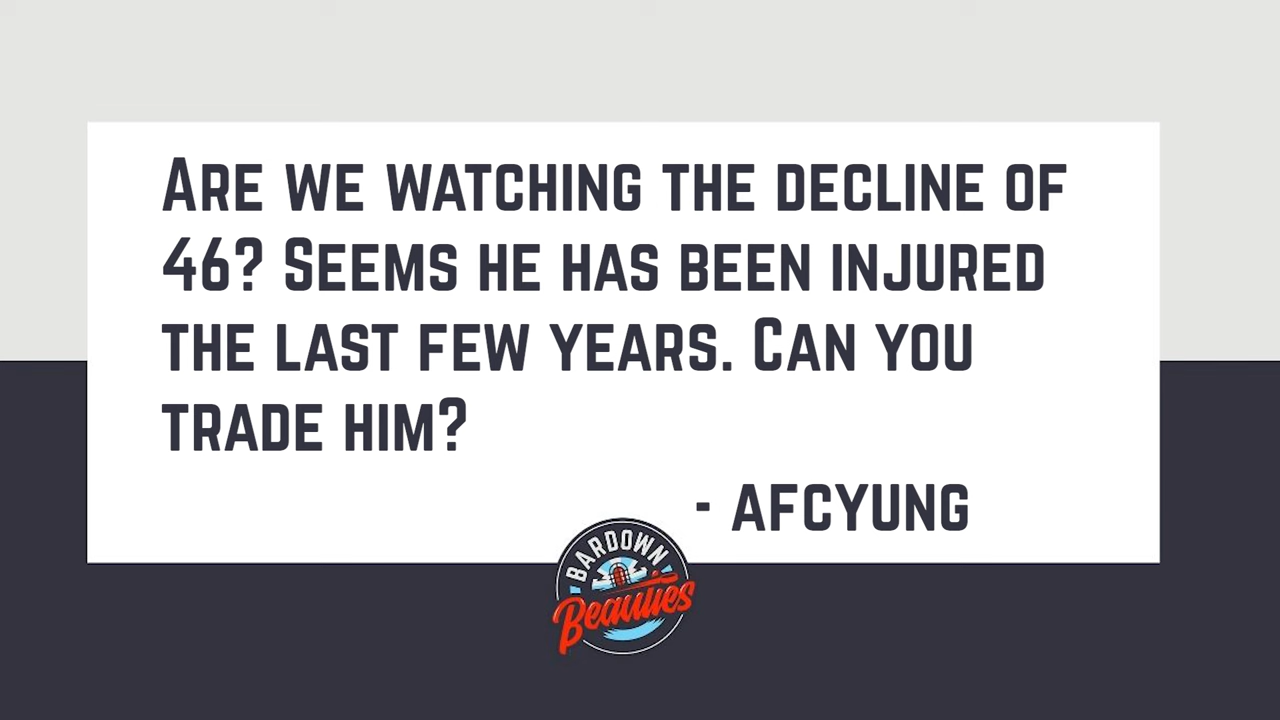 Are we watching the decline of
46? Seems he has been injured
the last few years. Can you
trade him?
- afcyung
BARDOWN
Beauties